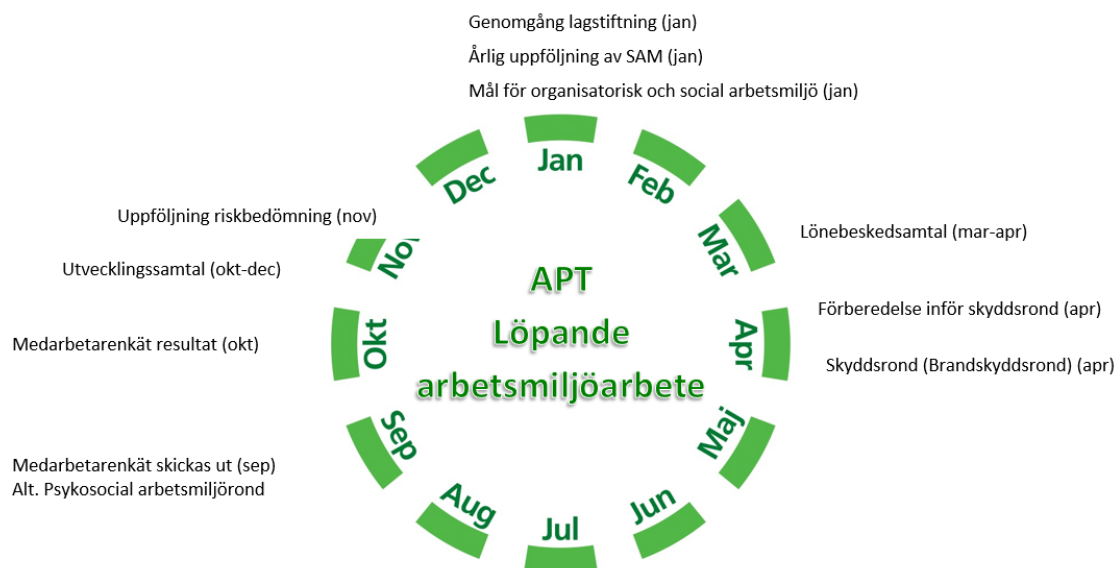 Genomgång lagstiftning (jan)
Årlig uppföljning av SAM (jan)
Mål för organisatorisk och social arbetsmiljö (jan)
Jan
Feb
Mar
Apr
Maj
Jun
Jul
Aug
Sep
Okt
Nov
Dec
Lönebeskedsamtal (mar-apr)
Förberedelse inför skyddsrond (apr)
Skyddsrond (Brandskyddsrond) (apr)
Uppföljning riskbedömning (nov)
Utvecklingssamtal (okt-dec)
Medarbetarenkät resultat (okt)
Medarbetarenkät skickas ut (sep)
Alt. Psykosocial arbetsmiljörond
APT
Löpande
arbetsmiljöarbete